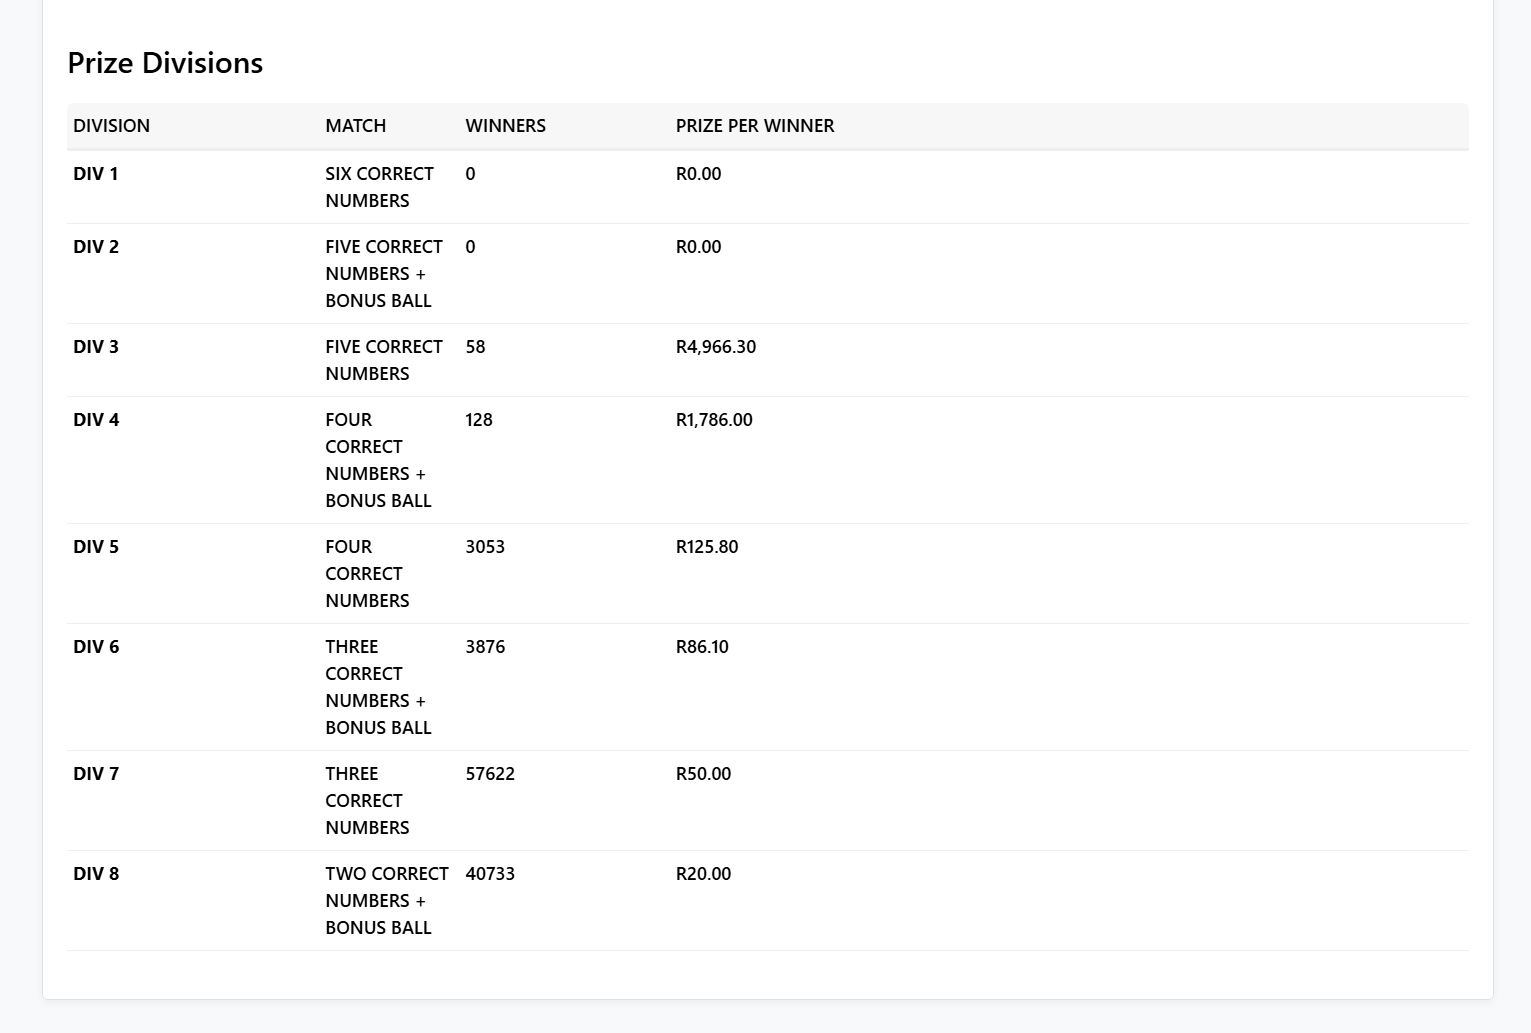 Prize Divisions
DIVISION MATCH WINNERS PRIZE PER WINNER
DIV 1 SIX CORRECT 0 R0.00
NUMBERS
DIV 2 FIVE CORRECT 0 R0.00
NUMBERS +
BONUS BALL
DIV 3 FIVE CORRECT 58 R4,966.30
NUMBERS
DIV 4 FOUR 128 R1,786.00
CORRECT
NUMBERS +
BONUS BALL
DIV 5 FOUR 3053 R125.80
CORRECT
NUMBERS
DIV 6 THREE 3876 R86.10
CORRECT
NUMBERS +
BONUS BALL
DIV 7 THREE 57622 R50.00
CORRECT
NUMBERS
DIV 8 TWO CORRECT 40733 R20.00
NUMBERS +
BONUS BALL